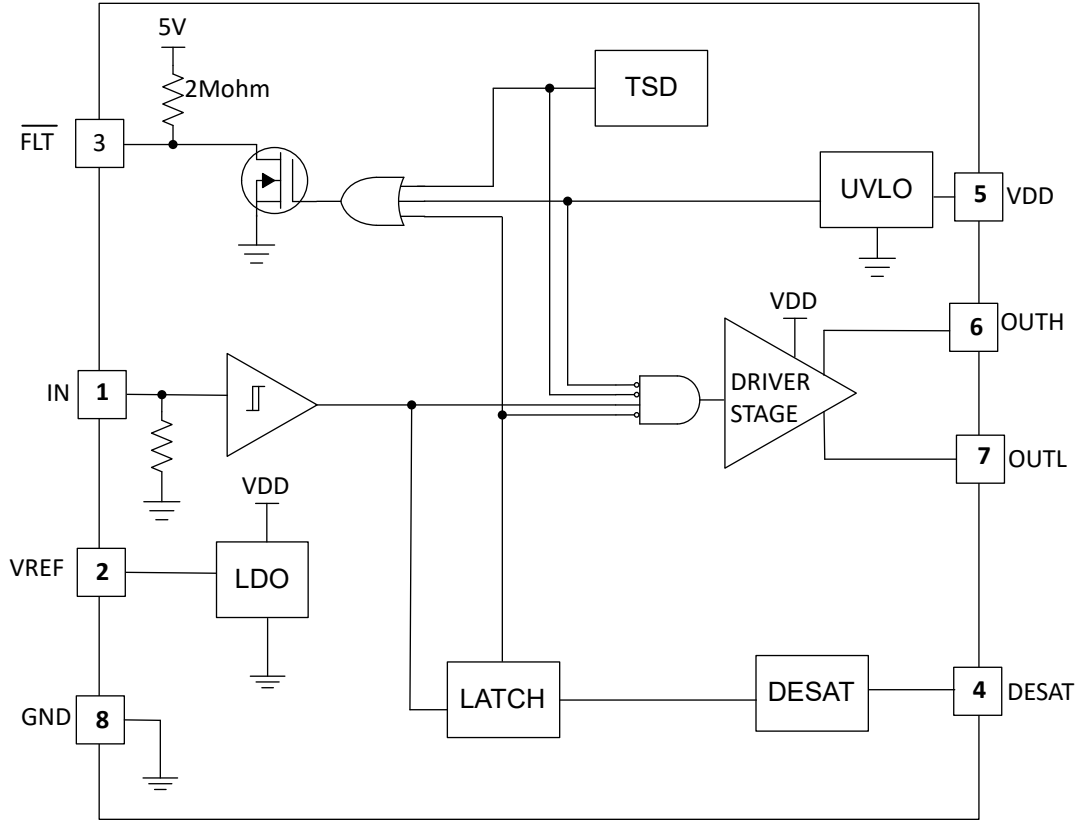 5V
2Mohm
TSD
FLT
3
UVLO
5
VDD
VDD
6
OUTH
IN
1
DRIVER
STAGE
7
OUTL
VDD
VREF
2
LDO
LATCH
DESAT
4
DESAT
GND
8